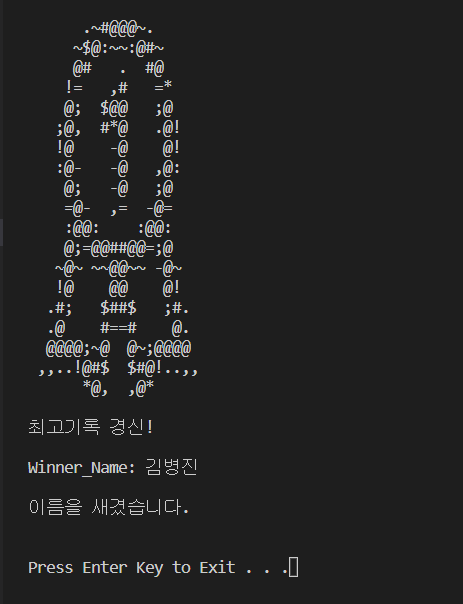 최고기록 경신!
Winner_Name: 김병진
이름을 새겼습니다.
Press Enter Key to Exit . . .